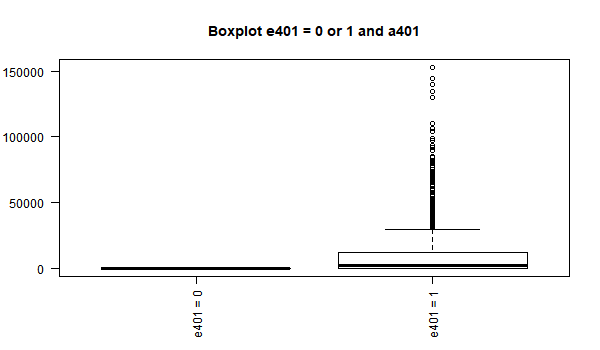 Boxplot e401 = 0 or 1 and a401
150000
100000
50000
0
e401 = 0
e401 = 1